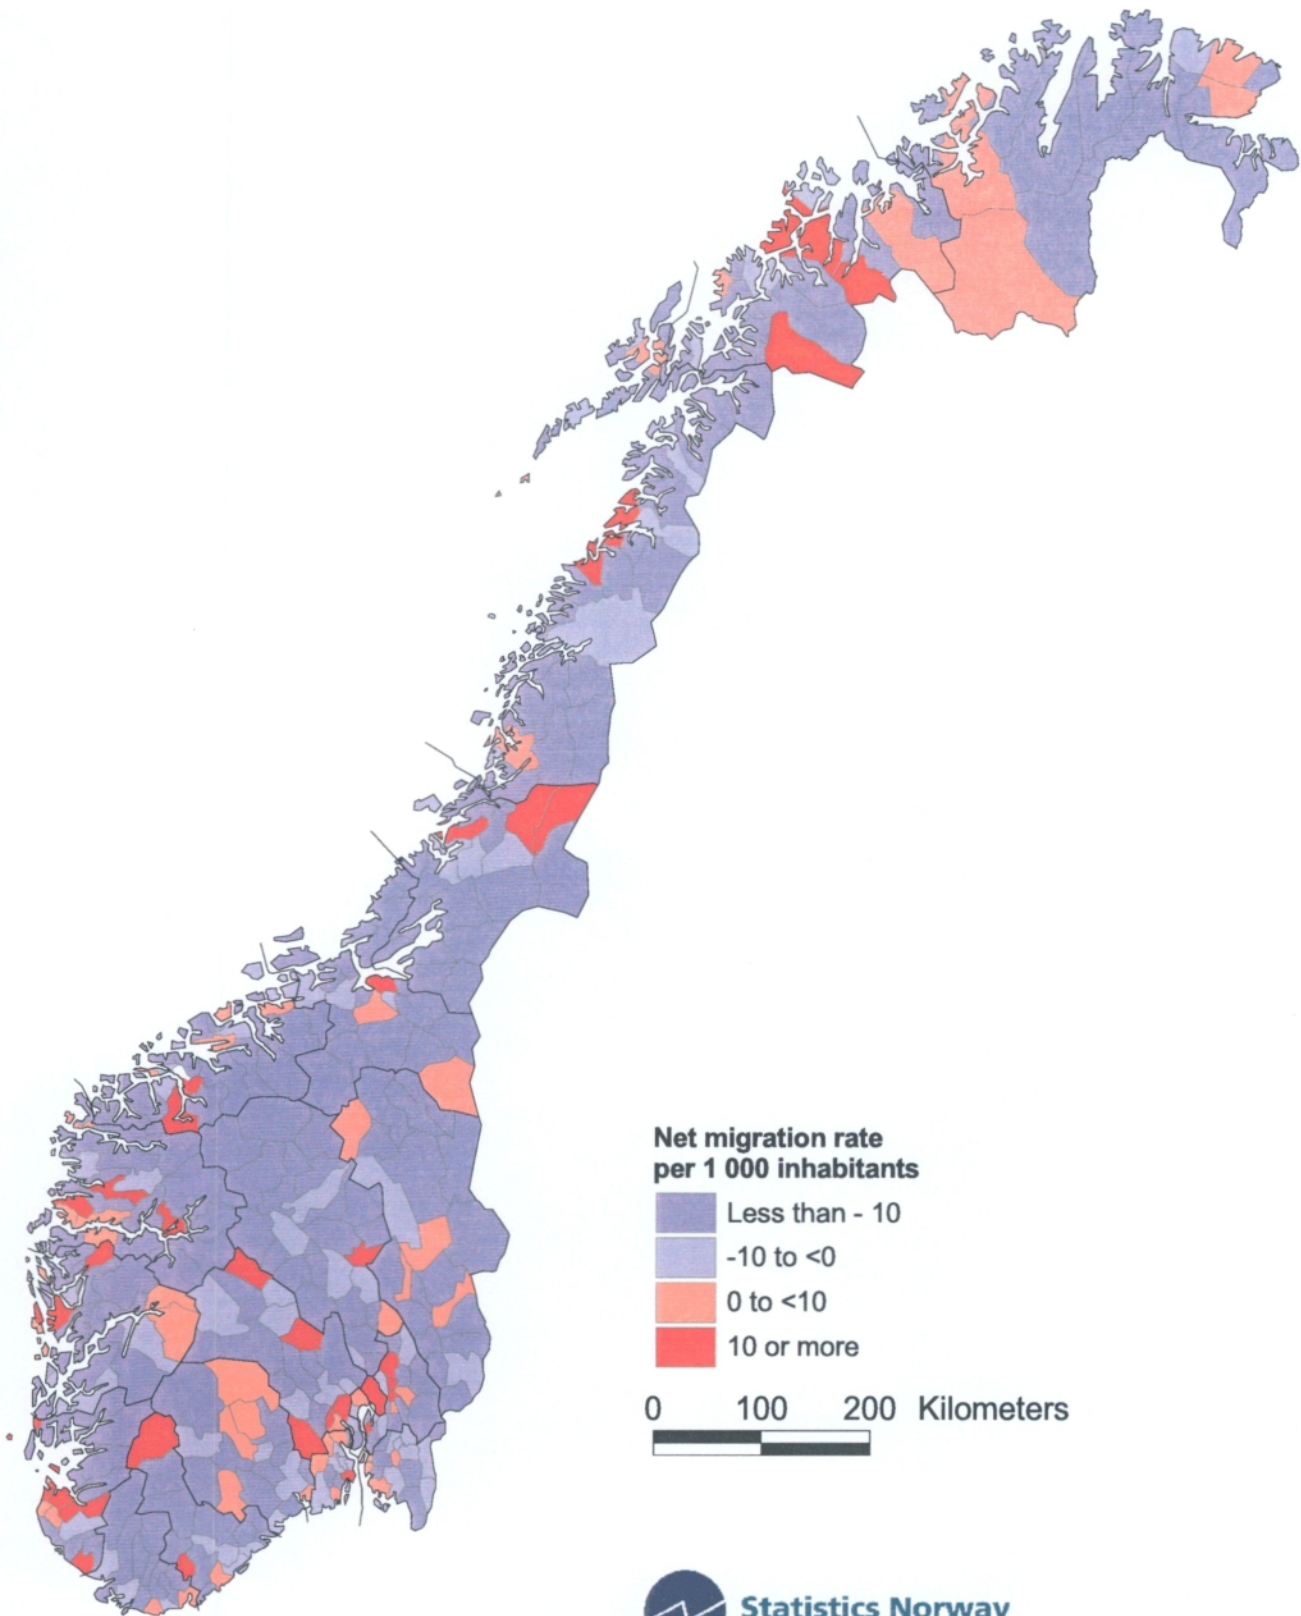 Net migration rate
per 1 000 inhabitants
Less than - 10
-10 to <0
0 to <10
10 or more
0 100 200 Kilometers
Statistics Norway